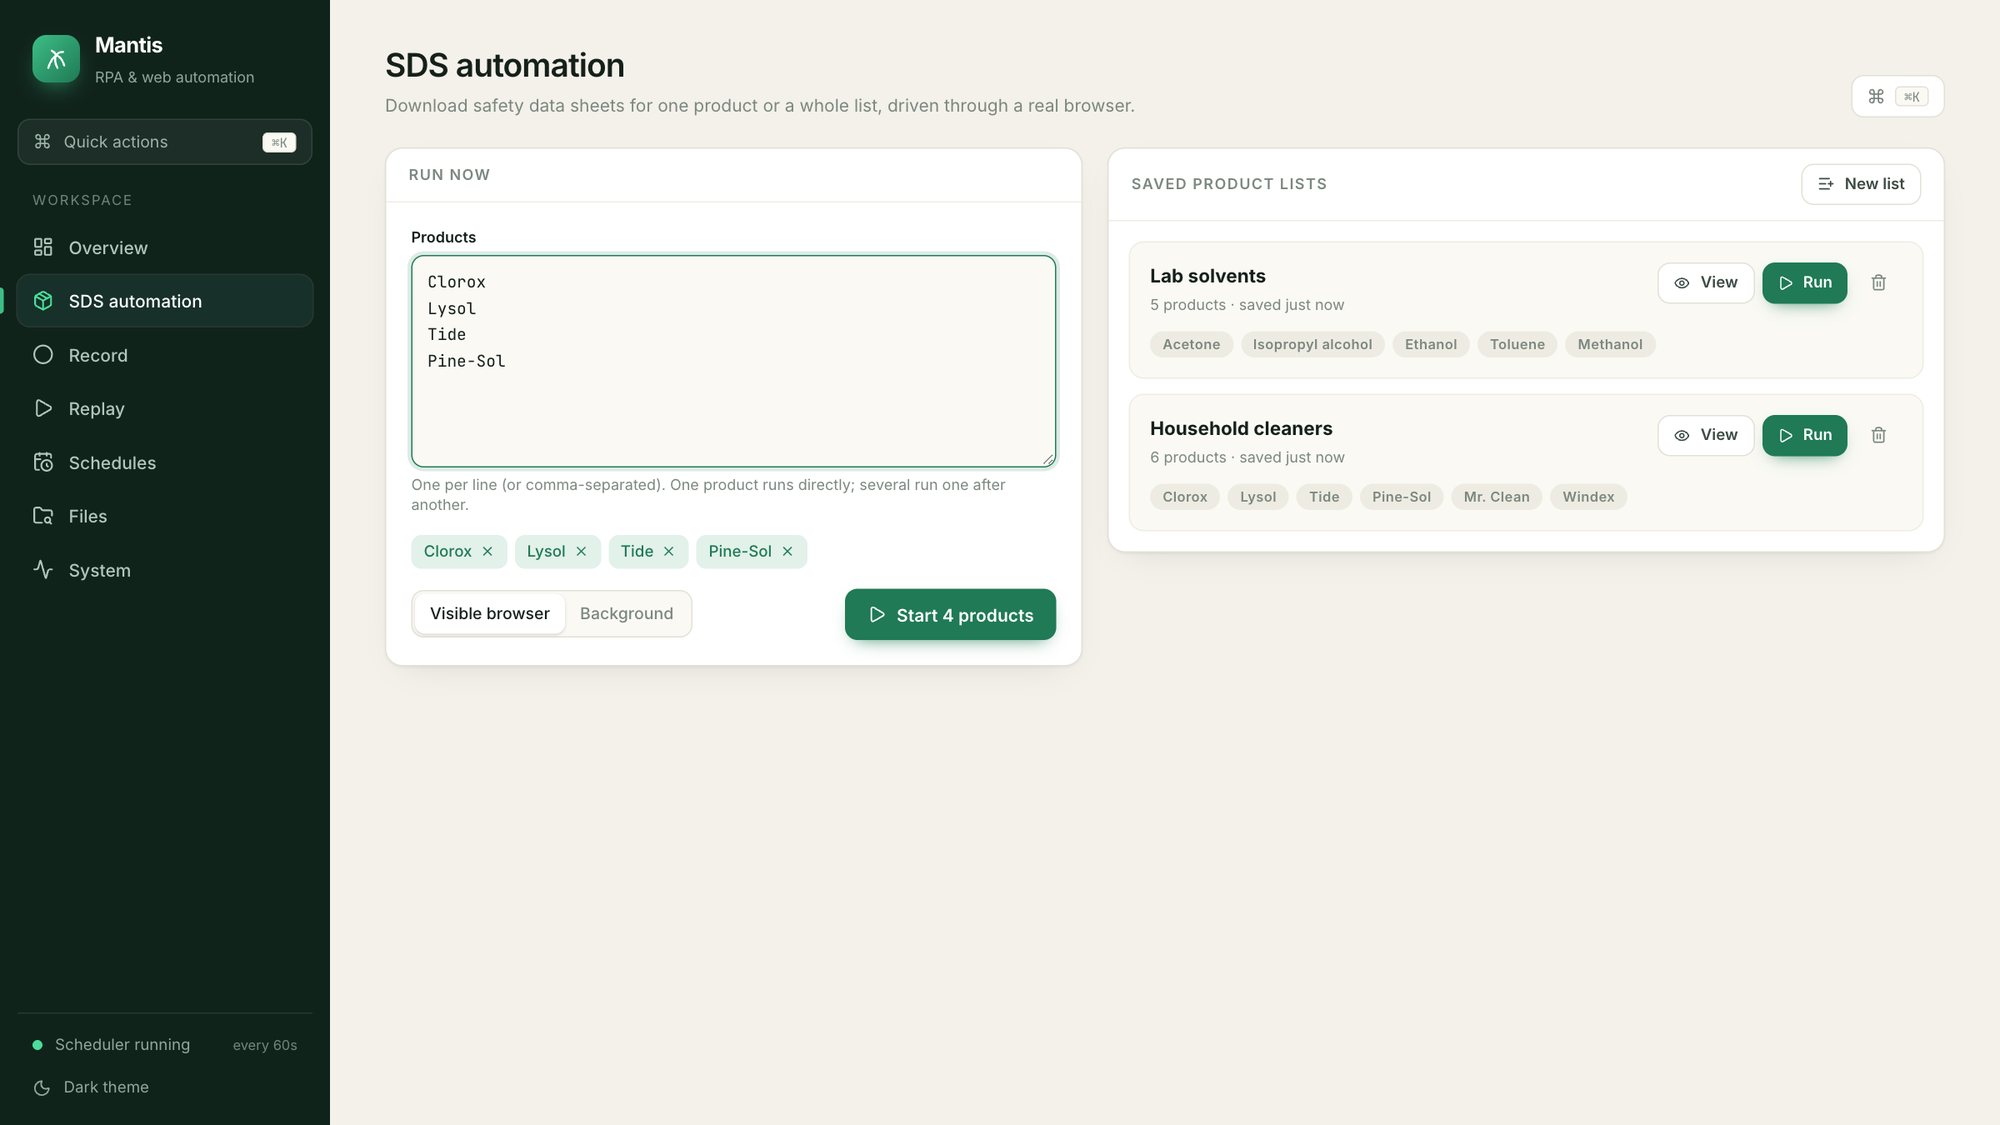 Mantis
RPA & web automation
⌘ Quick actions ⌘K
WORKSPACE
Overview
SDS automation
Record
Replay
Schedules
Files
System
Scheduler running every 60s
Dark theme
SDS automation
Download safety data sheets for one product or a whole list, driven through a real browser.
⌘ ⌘K
RUN NOW
Products
Clorox
Lysol
Tide
Pine-Sol
One per line (or comma-separated). One product runs directly; several run one after
another.
Clorox × Lysol × Tide × Pine-Sol ×
Visible browser Background
Start 4 products
SAVED PRODUCT LISTS
New list
Lab solvents
View Run
5 products · saved just now
Acetone Isopropyl alcohol Ethanol Toluene Methanol
Household cleaners
View Run
6 products · saved just now
Clorox Lysol Tide Pine-Sol Mr. Clean Windex